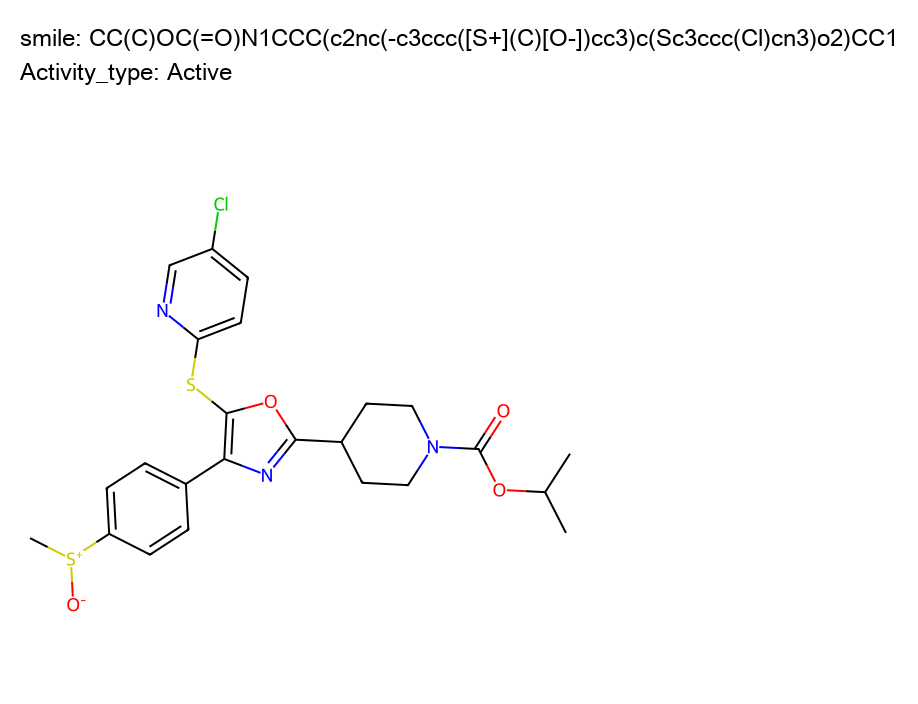 smile: CC(C)OC(=O)N1CCC(c2nc(-c3ccc([S+](C)[O-])cc3)c(Sc3ccc(Cl)cn3)o2)CC1
Activity_type: Active
Cl
N
S
O
O
N
N
O
S+
O-